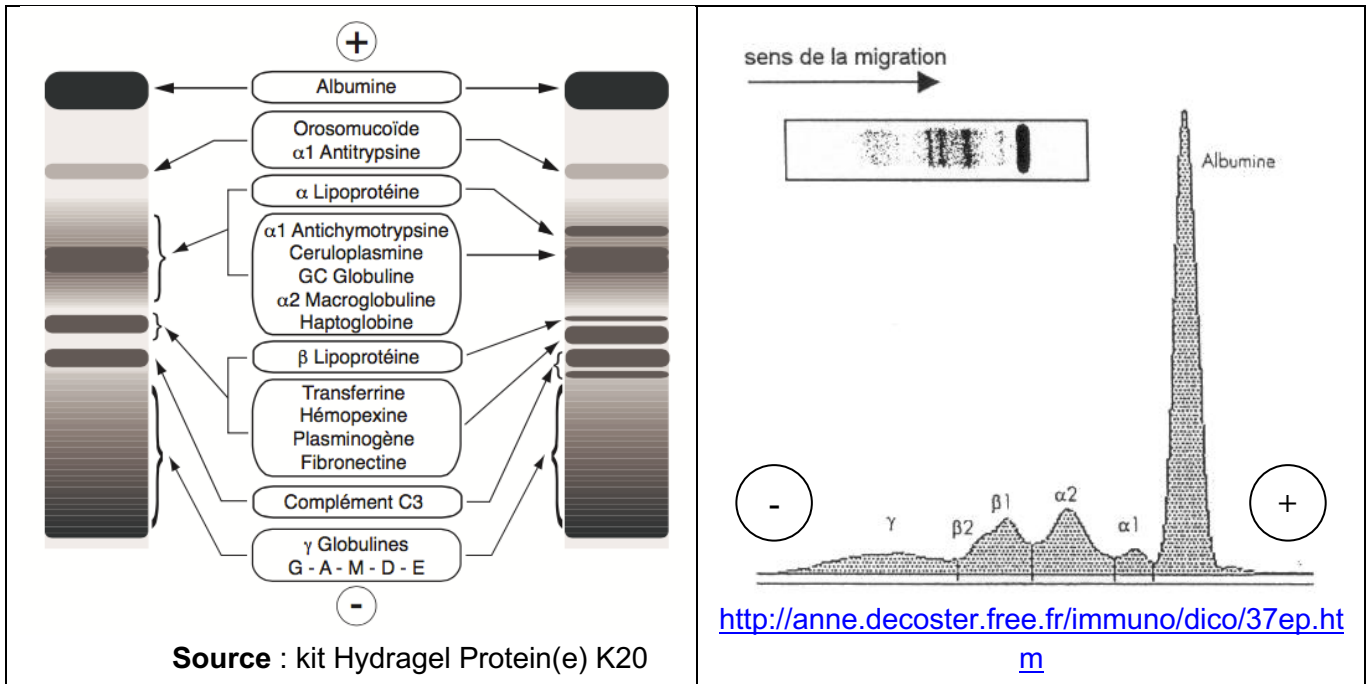 +
Albumine
Orosomucoïde
α1 Antitrypsine
α Lipoprotéine
α1 Antichymotrypsine
Ceruloplasmine
GC Globuline
α2 Macroglobuline
Haptoglobine
β Lipoprotéine
Transferrine
Hémopexine
Plasminogène
Fibronectine
Complément C3
γ Globulines
G - A - M - D - E
-
Source : kit Hydragel Protein(e) K20
sens de la migration
Albumine
-
+
γ
β2
β1
α2
α1
http://anne.decoster.free.fr/immuno/dico/37ep.ht
m